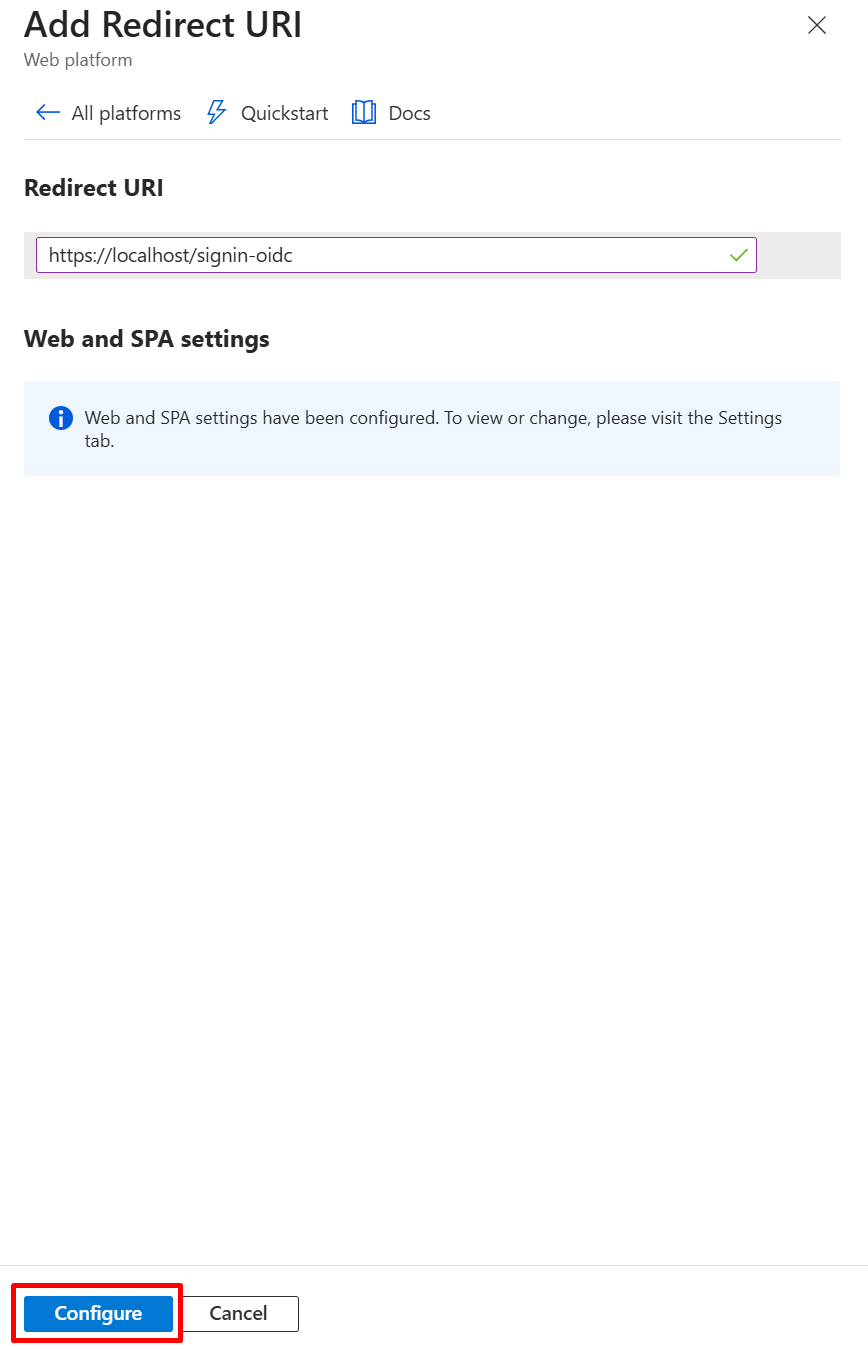 Add Redirect URI
Web platform
All platforms Quickstart Docs
Redirect URI
https://localhost/signin-oidc
Web and SPA settings
Web and SPA settings have been configured. To view or change, please visit the Settings
tab.
Configure Cancel